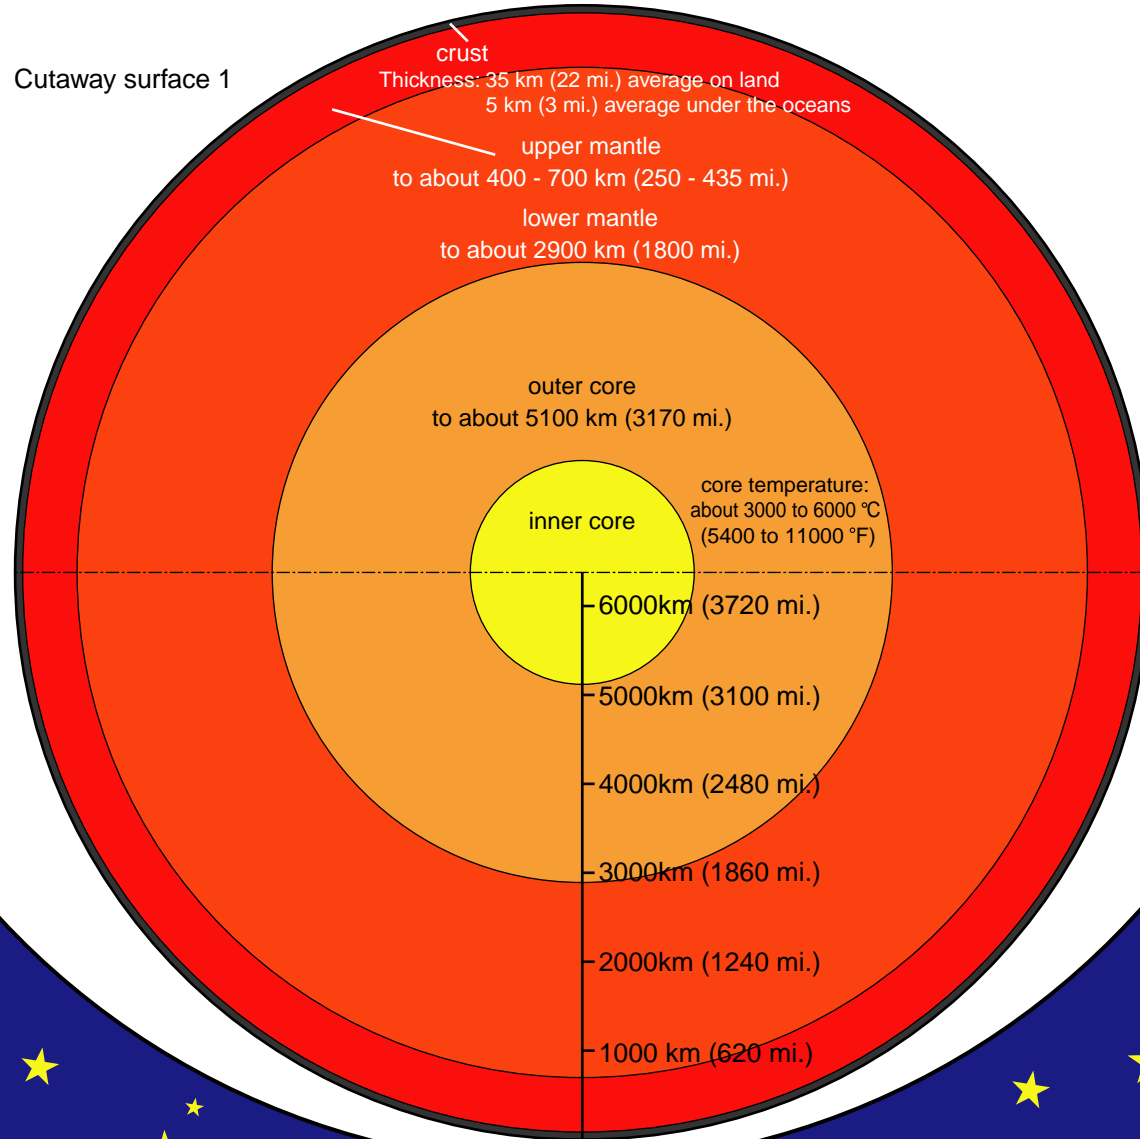 Cutaway surface 1
crust
Thickness: 35 km (22 mi.) average on land
5 km (3 mi.) average under the oceans
upper mantle
to about 400 - 700 km (250 - 435 mi.)
lower mantle
to about 2900 km (1800 mi.)
outer core
to about 5100 km (3170 mi.)
core temperature:
about 3000 to 6000 °C
(5400 to 11000 °F)
inner core
6000km (3720 mi.)
5000km (3100 mi.)
4000km (2480 mi.)
3000km (1860 mi.)
2000km (1240 mi.)
1000 km (620 mi.)